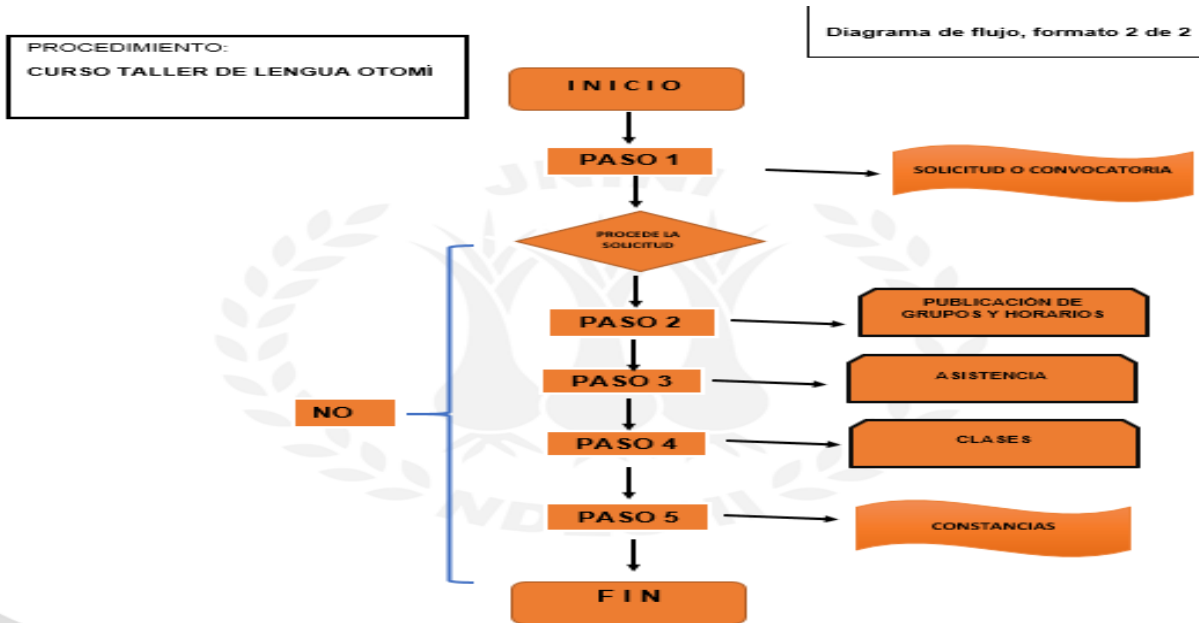 PROCEDIMIENTO:
CURSO TALLER DE LENGUA OTOMÌ
Diagrama de flujo, formato 2 de 2
INICIO
PASO 1
SOLICITUD O CONVOCATORIA
PROCEDE LA
SOLICITUD
PASO 2
PUBLICACIÓN DE
GRUPOS Y HORARIOS
PASO 3
ASISTENCIA
NO
PASO 4
CLASES
PASO 5
CONSTANCIAS
FIN